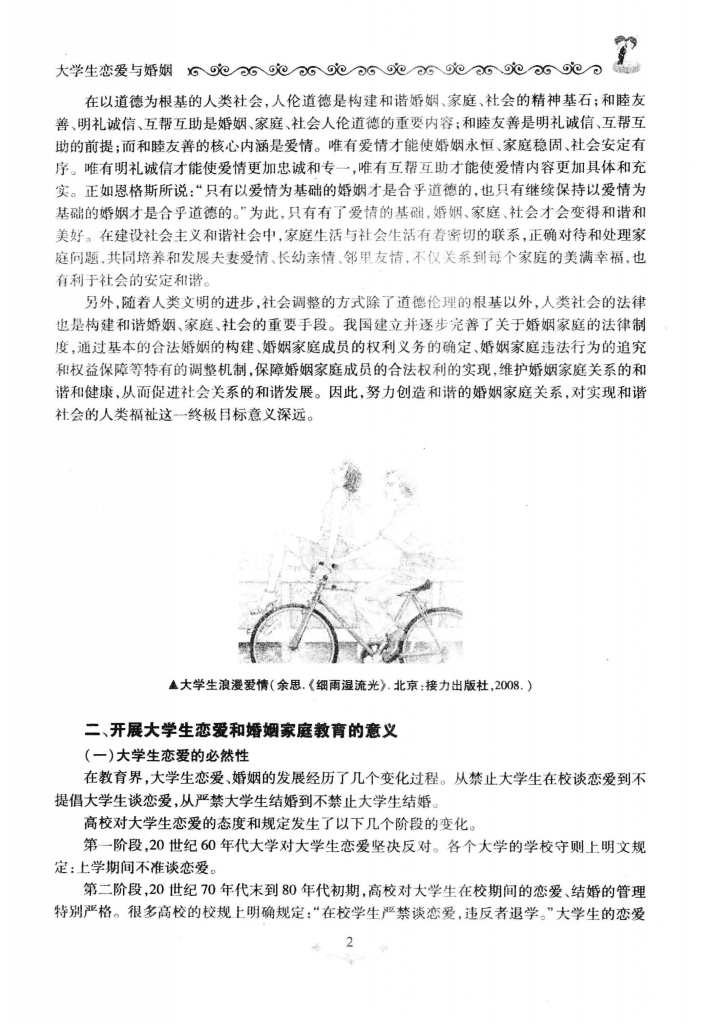 大学生恋爱与婚姻
在以道德为根基的人类社会,人伦道德是构建和谐婚姻、家庭、社会的精神基石;和睦友
善、明礼诚信、互帮互助是婚姻、家庭、社会人伦道德的重要内容;和睦友善是明礼诚信、互帮互
助的前提;而和睦友善的核心内涵是爱情。唯有爱情才能使婚姻永恒、家庭稳固、社会安定有
序。唯有明礼诚信才能使爱情更加忠诚和专一,唯有互帮互助才能使爱情内容更加具体和充
实。正如恩格斯所说:“只有以爱情为基础的婚姻才是合乎道德的,也只有继续保持以爱情为
基础的婚姻才是合乎道德的。”为此,只有有了爱情的基础,婚姻、家庭、社会才会变得和谐和
美好。在建设社会主义和谐社会中,家庭生活与社会生活有着密切的联系,正确对待和处理家
庭问题,共同培养和发展夫妻爱情、长幼亲情、邻里友情,不仅关系到每个家庭的美满幸福,也
有利于社会的安定和谐。
另外,随着人类文明的进步,社会调整的方式除了道德伦理的根基以外,人类社会的法律
也是构建和谐婚姻、家庭、社会的重要手段。我国建立并逐步完善了关于婚姻家庭的法律制
度,通过基本的合法婚姻的构建、婚姻家庭成员的权利义务的确定、婚姻家庭违法行为的追究
和权益保障等特有的调整机制,保障婚姻家庭成员的合法权利的实现,维护婚姻家庭关系的和
谐和健康,从而促进社会关系的和谐发展。因此,努力创造和谐的婚姻家庭关系,对实现和谐
社会的人类福祉这一终极目标意义深远。
▲大学生浪漫爱情(余思.《细雨湿流光》.北京:接力出版社,2008.)
二、开展大学生恋爱和婚姻家庭教育的意义
(一)大学生恋爱的必然性
在教育界,大学生恋爱、婚姻的发展经历了几个变化过程。从禁止大学生在校谈恋爱到不
提倡大学生谈恋爱,从严禁大学生结婚到不禁止大学生结婚。
高校对大学生恋爱的态度和规定发生了以下几个阶段的变化。
第一阶段,20 世纪 60 年代大学对大学生恋爱坚决反对。各个大学的学校守则上明文规
定:上学期间不准谈恋爱。
第二阶段,20 世纪 70 年代末到 80 年代初期,高校对大学生在校期间的恋爱、结婚的管理
特别严格。很多高校的校规上明确规定:“在校学生严禁谈恋爱,违反者退学。”大学生的恋爱
2